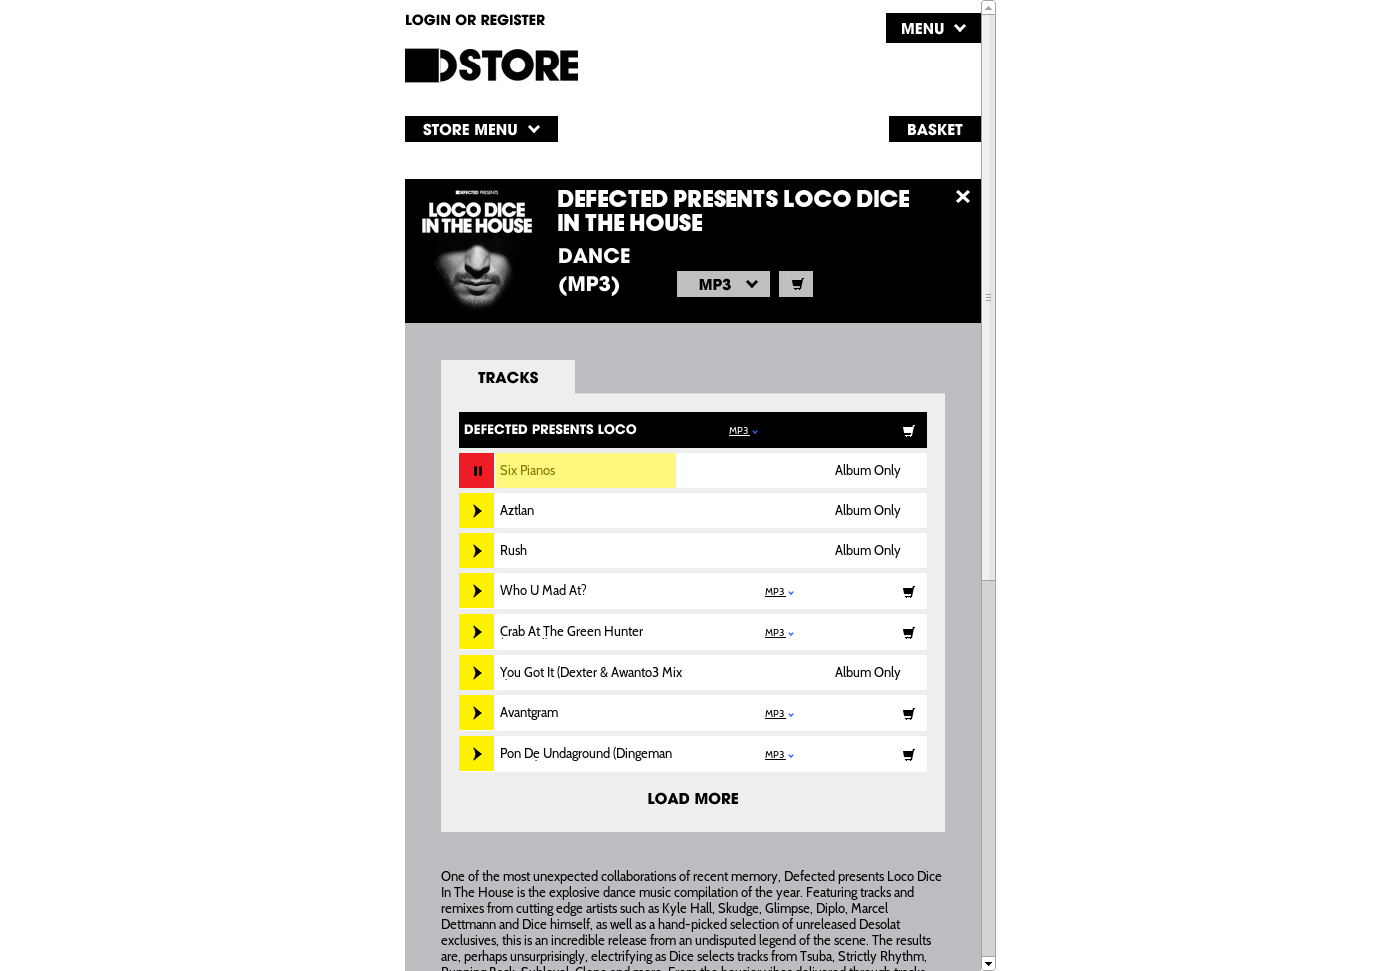 LOGIN OR REGISTER
MENU
DSTORE
STORE MENU
BASKET
DEFECTED PRESENTS
LOCO DICE
IN THE HOUSE
DEFECTED PRESENTS LOCO DICE
IN THE HOUSE
DANCE
(MP3)
MP3
TRACKS
DEFECTED PRESENTS LOCO
MP3
Six Pianos
Album Only
Aztlan
Album Only
Rush
Album Only
Who U Mad At?
MP3
Crab At The Green Hunter
MP3
You Got It (Dexter & Awanto3 Mix
Album Only
Avantgram
MP3
Pon De Undaground (Dingeman
MP3
LOAD MORE
One of the most unexpected collaborations of recent memory, Defected presents Loco Dice
In The House is the explosive dance music compilation of the year. Featuring tracks and
remixes from cutting edge artists such as Kyle Hall, Skudge, Glimpse, Diplo, Marcel
Dettmann and Dice himself, as well as a hand-picked selection of unreleased Desolat
exclusives, this is an incredible release from an undisputed legend of the scene. The results
are, perhaps unsurprisingly, electrifying as Dice selects tracks from Tsuba, Strictly Rhythm,